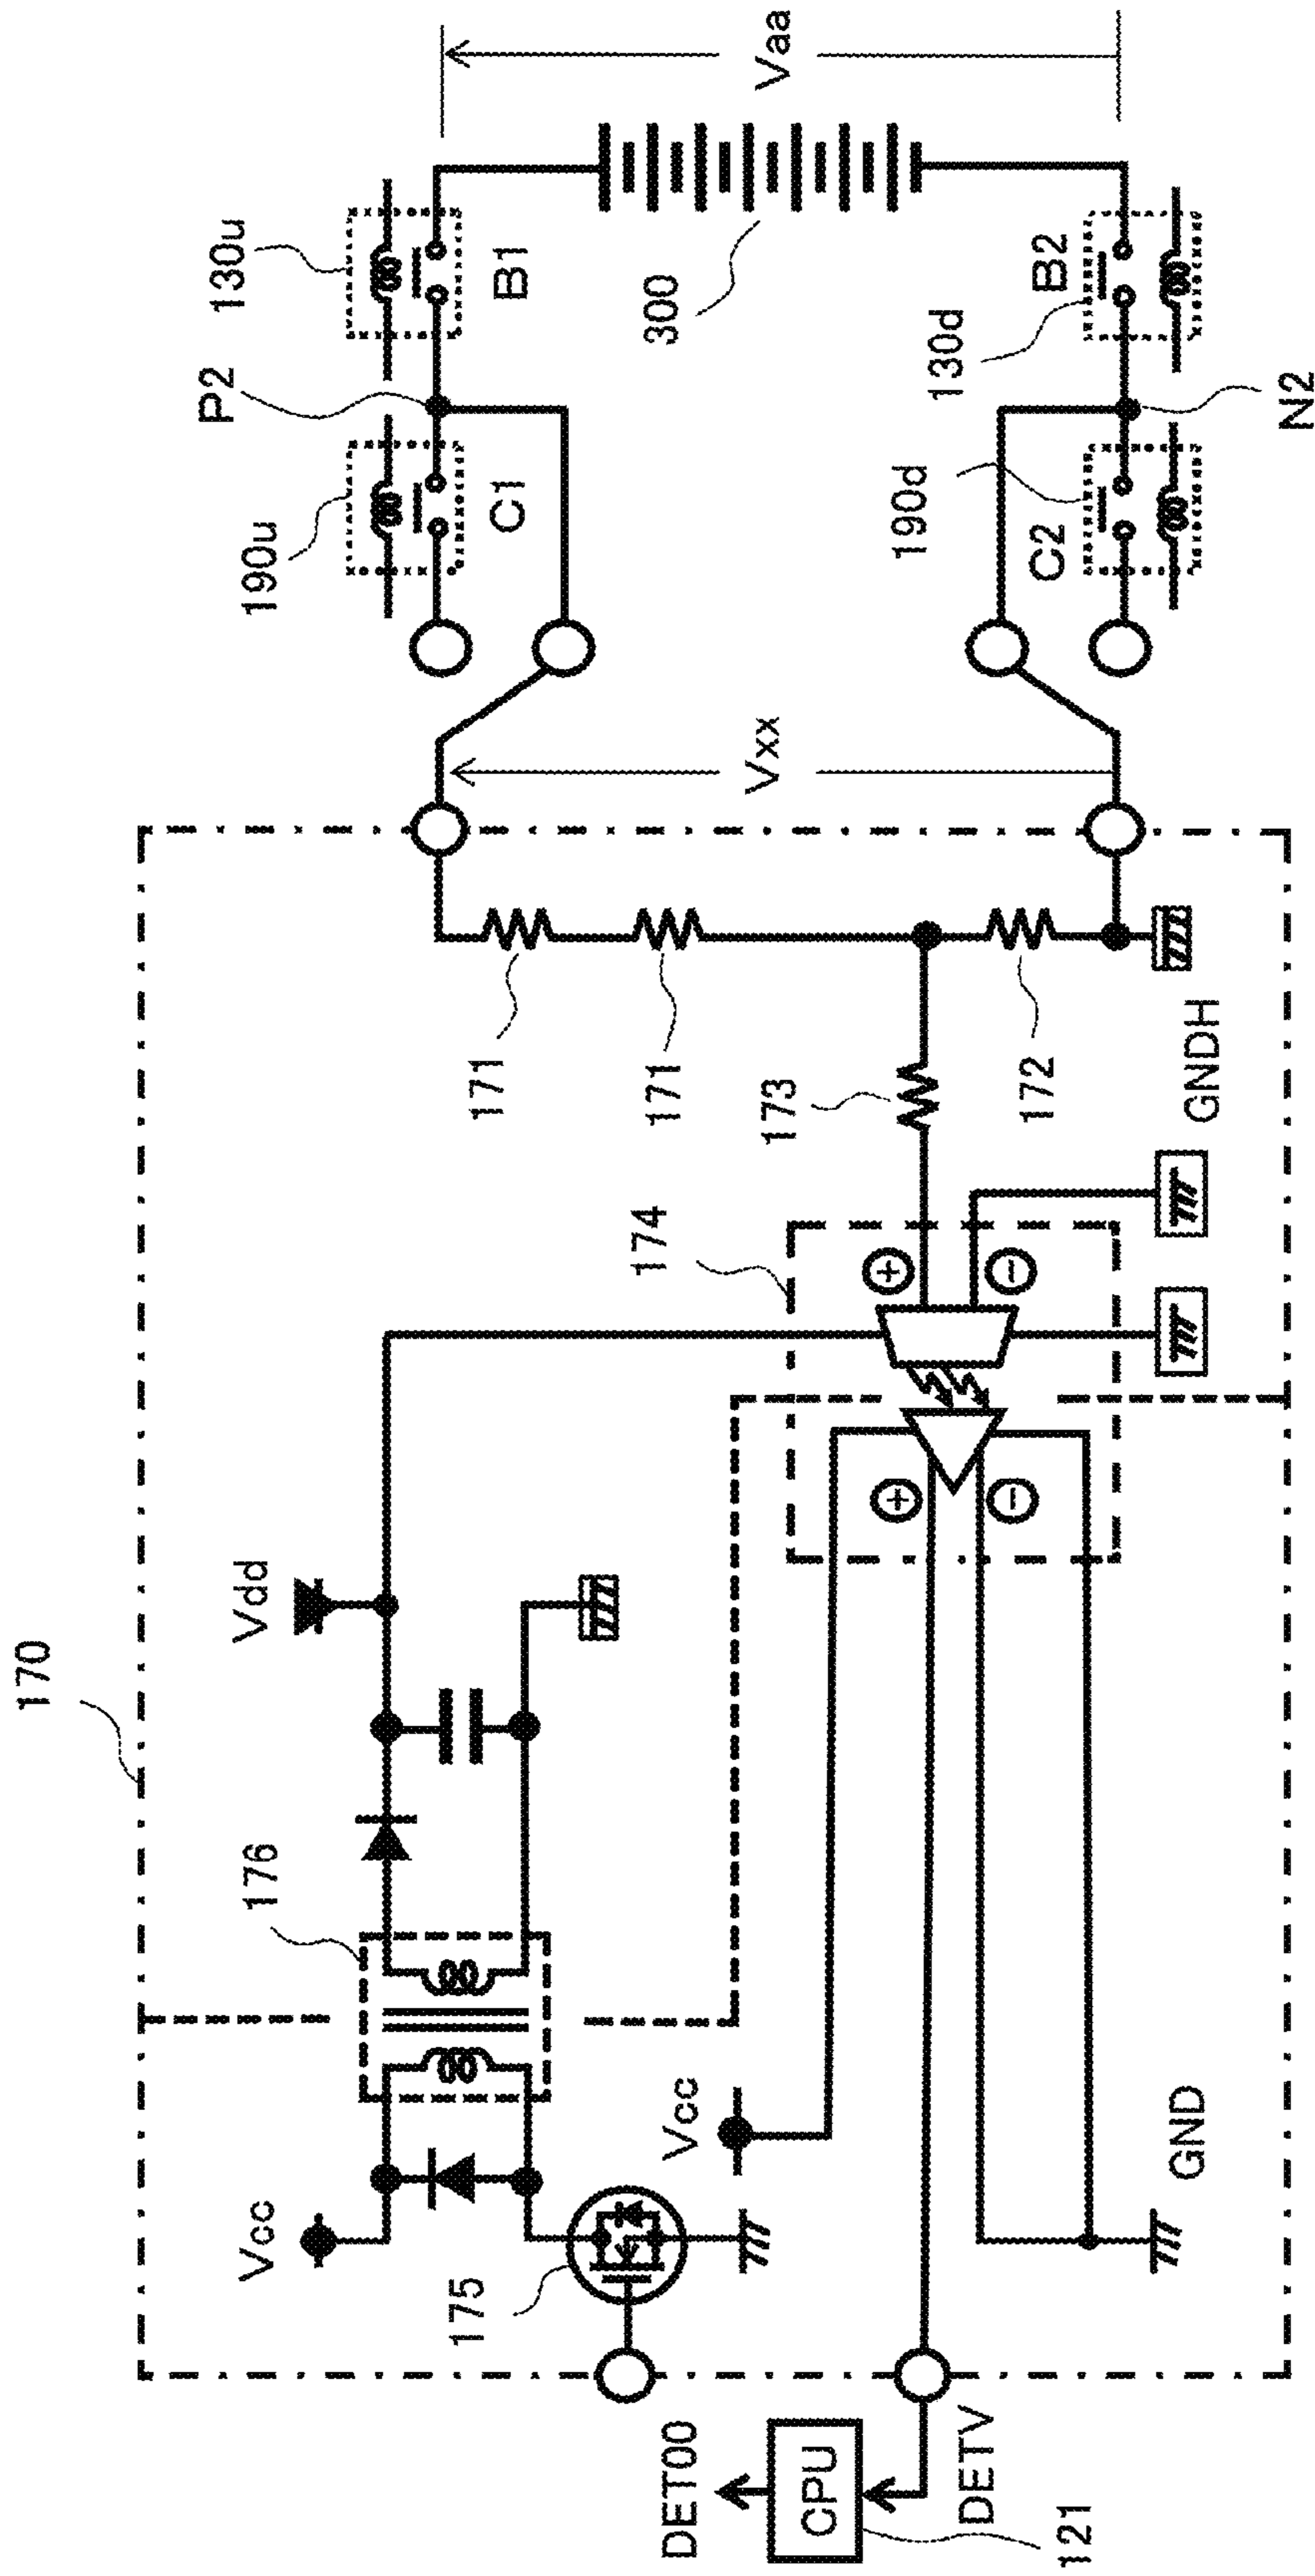 170
Vcc
176
Vdd
175
Vcc
DET00
CPU
DETV
121
GND
174
⊕
⊖
⊕
⊖
173
171
171
172
GNDH
Vxx
190u
C1
P2
130u
B1
300
Vaa
190d
C2
130d
B2
N2